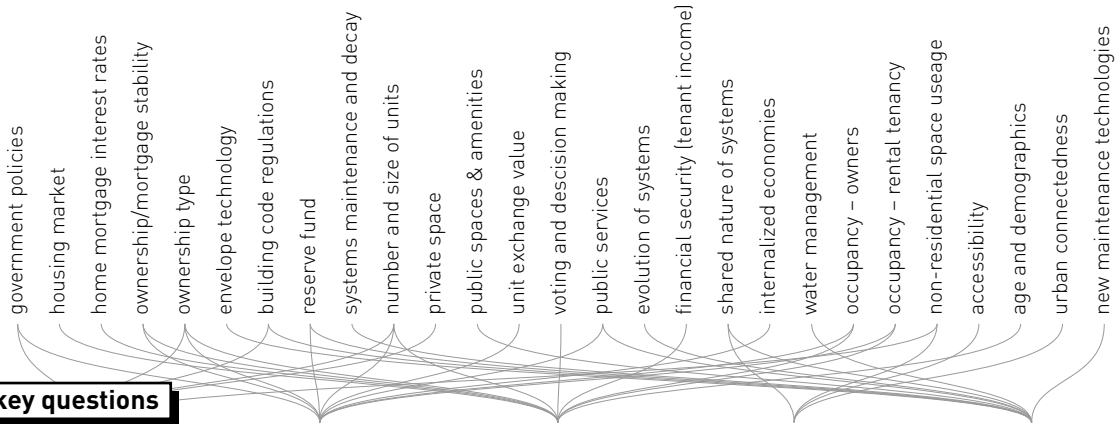 government policies
housing market
home mortgage interest rates
ownership/mortgage stability
ownership type
envelope technology
building code regulations
reserve fund
systems maintenance and decay
number and size of units
private space
public spaces & amenities
unit exchange value
voting and descision making
public services
evolution of systems
financial security (tenant income)
shared nature of systems
internalized economies
water management
occupancy – owners
occupancy – rental tenancy
non-residential space useage
accessibility
age and demographics
urban connectedness
new maintenance technologies
key questions